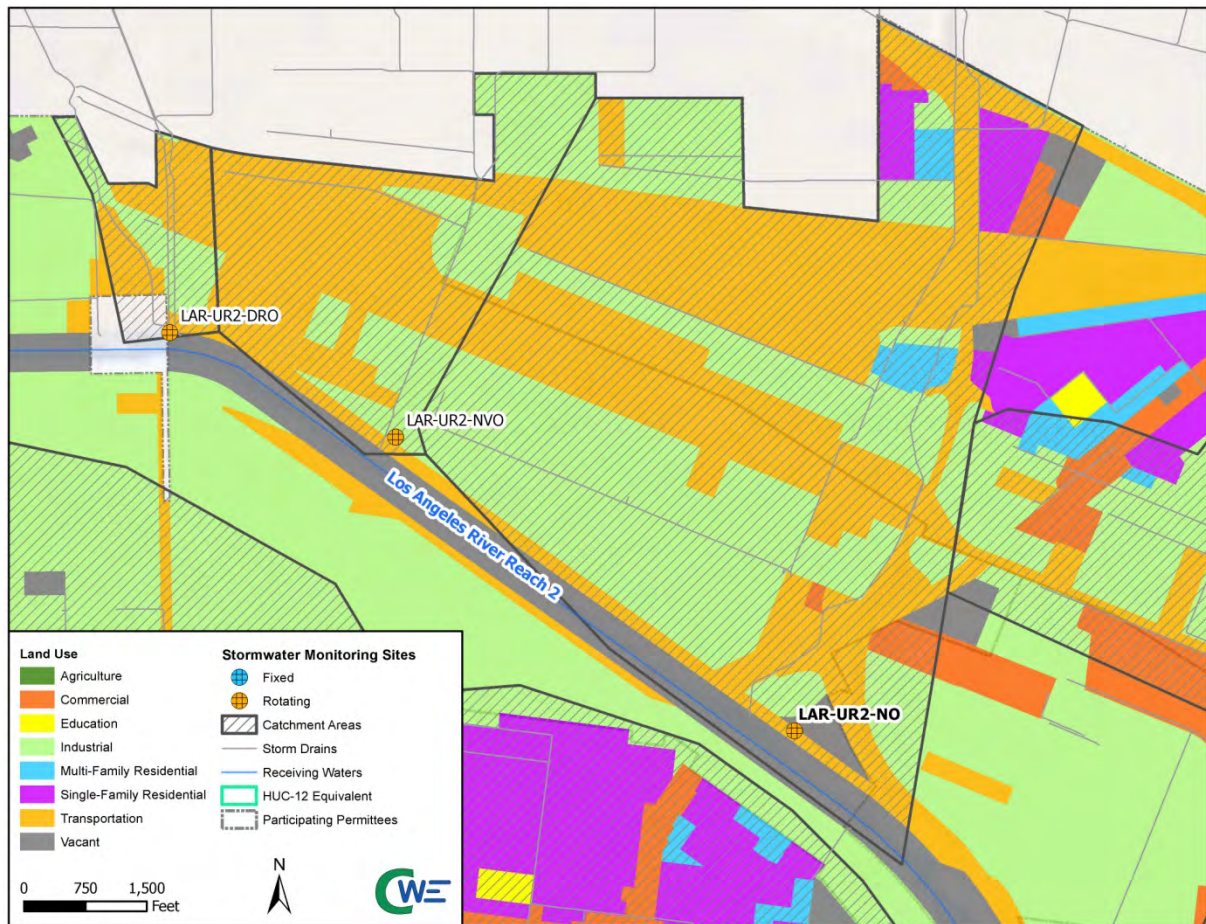 LAR-UR2-DRO
LAR-UR2-NVO
Los Angeles River Reach 2
LAR-UR2-NO
Land Use
Agriculture
Commercial
Education
Industrial
Multi-Family Residential
Single-Family Residential
Transportation
Vacant
Stormwater Monitoring Sites
Fixed
Rotating
Catchment Areas
Storm Drains
Receiving Waters
HUC-12 Equivalent
Participating Permittees
0 750 1,500
Feet
N
CWE